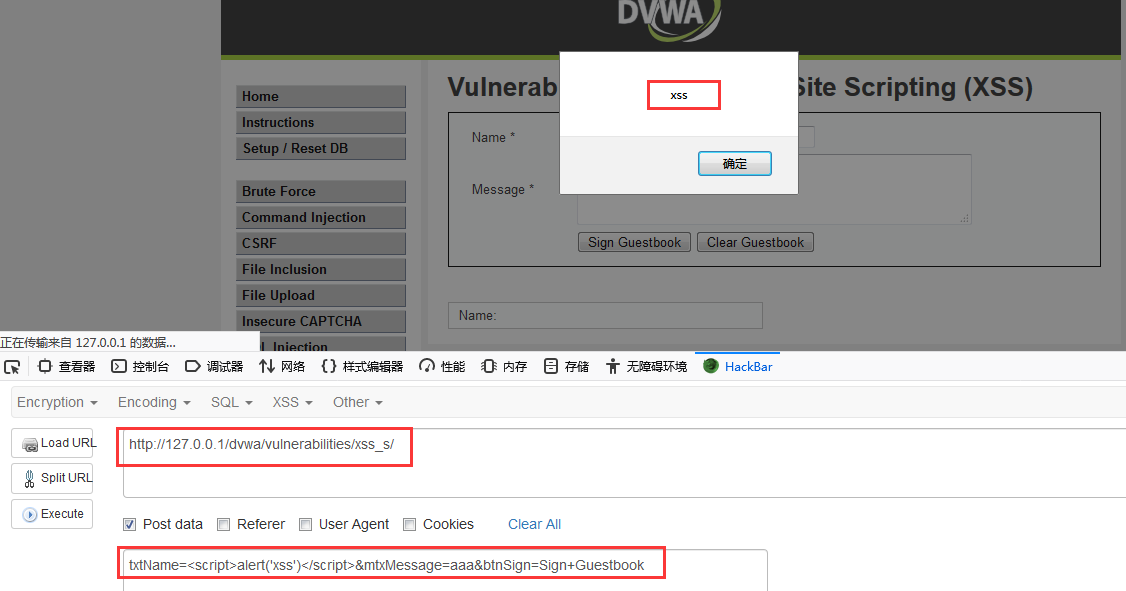 DVWA
Vulnerab
Site Scripting (XSS)
xss
确定
Home
Instructions
Setup / Reset DB
Brute Force
Command Injection
CSRF
File Inclusion
File Upload
Insecure CAPTCHA
L Injection
Name *
Message *
Sign Guestbook Clear Guestbook
Name:
正在传输来自 127.0.0.1 的数据...
查看器 控制台 调试器 网络 样式编辑器 性能 内存 存储 无障碍环境 HackBar
Encryption Encoding SQL XSS Other
Load URL
http://127.0.0.1/dvwa/vulnerabilities/xss_s/
Split URL
Execute
Post data Referer User Agent Cookies Clear All
txtName=<script>alert('xss')</script>&mtxMessage=aaa&btnSign=Sign+Guestbook